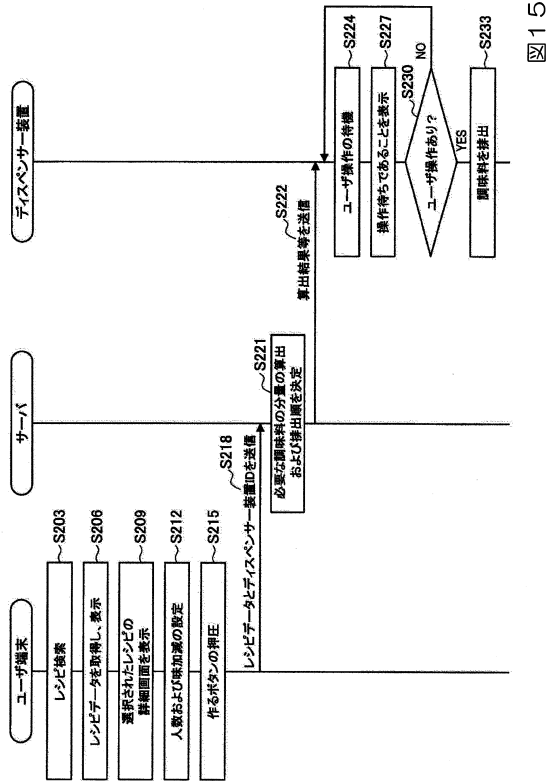 図15
ユーザ端末
サーバ
ディスペンサー装置
レシピ検索
S203
レシピデータを取得し、表示
S206
選択されたレシピの
詳細画面を表示
S209
人数および味加減の設定
S212
作るボタンの押圧
S215
レシピデータとディスペンサー装置IDを送信
S218
必要な調味料の分量の算出
および排出順を決定
S221
算出結果等を送信
S222
ユーザ操作の待機
S224
操作待ちであることを表示
S227
ユーザ操作あり?
S230
NO
YES
調味料を排出
S233